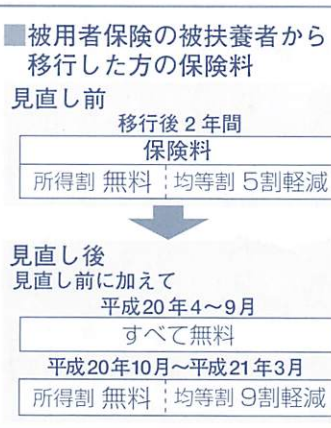 ■被用者保険の被扶養者から
移行した方の保険料
見直し前
移行後2年間
保険料
所得割 無料 均等割 5割軽減
見直し後
見直し前に加えて
平成20年4~9月
すべて無料
平成20年10月~平成21年3月
所得割 無料 均等割 9割軽減